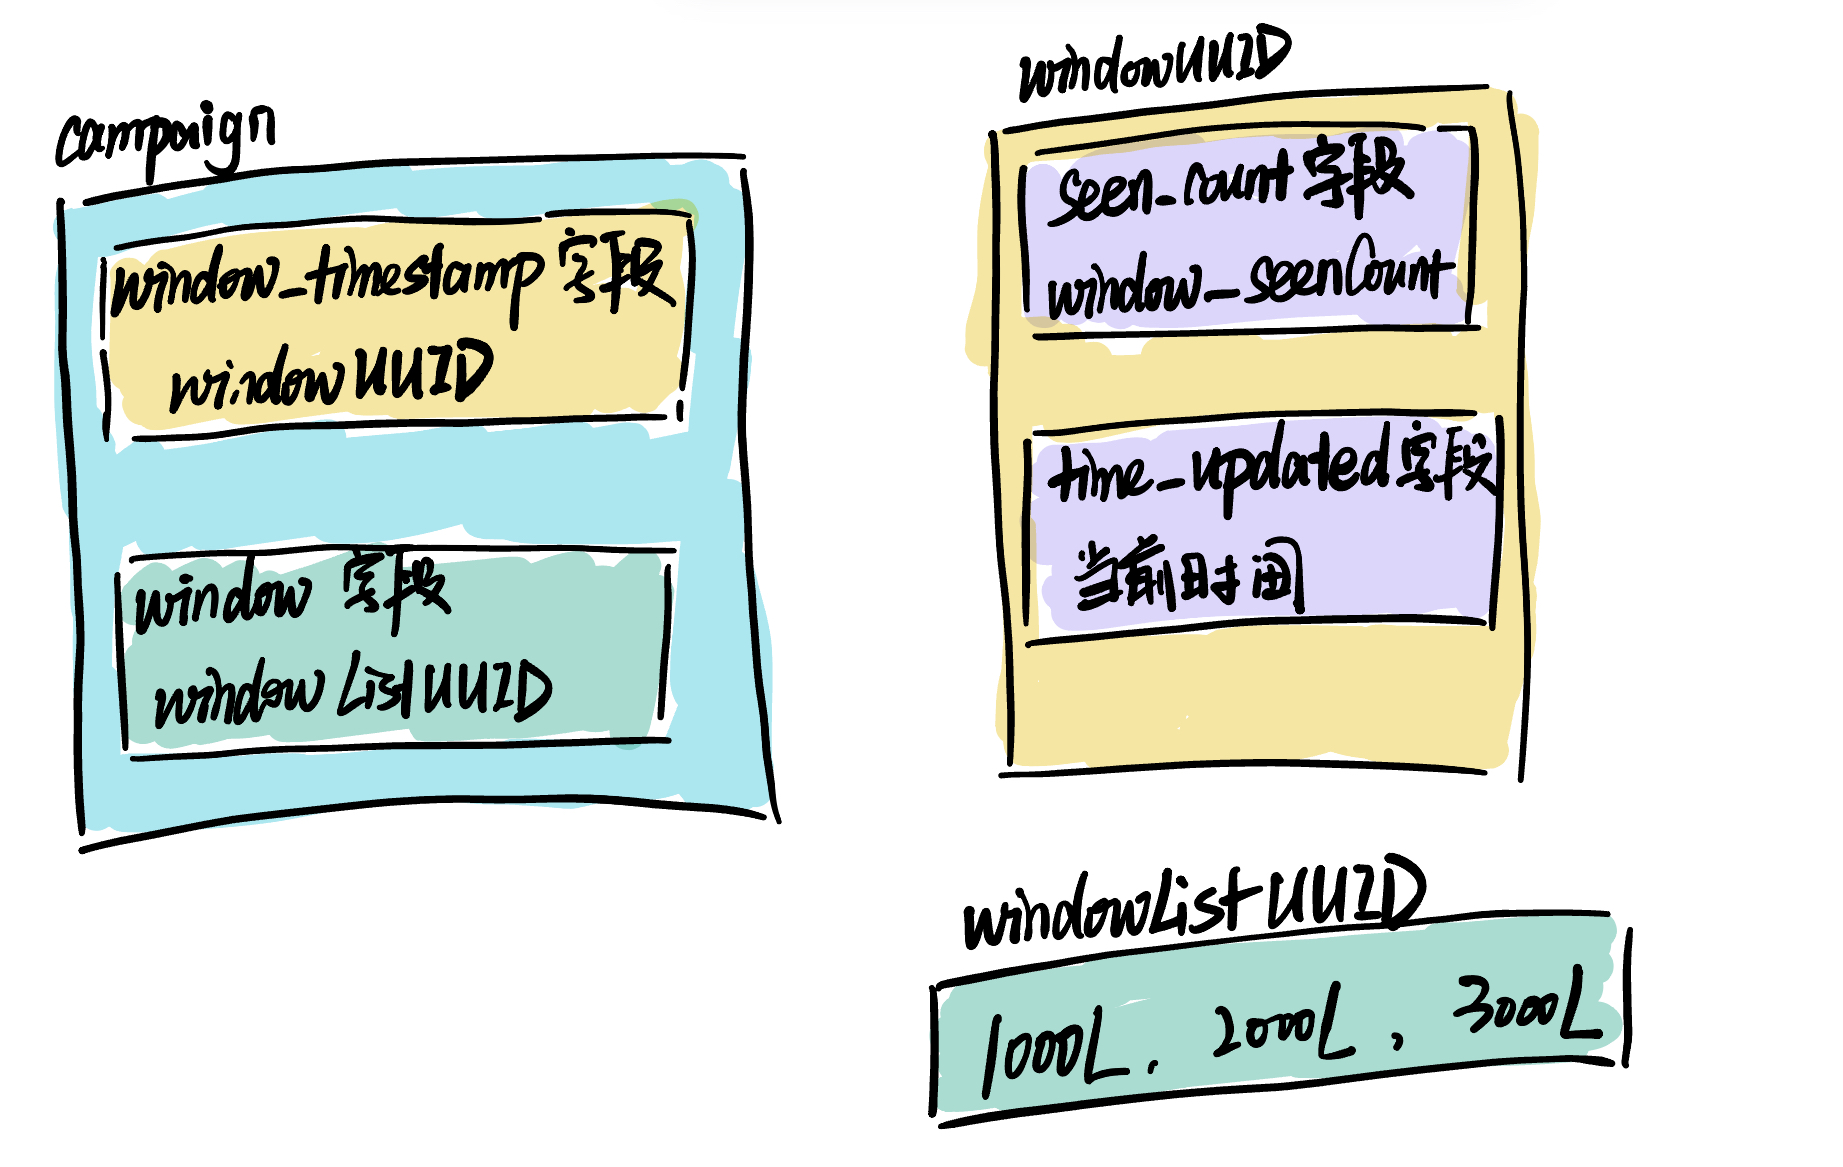 campaign
window_timestamp 字段
windowUUID
window 字段
windowListUUID
windowUUID
seen_count 字段
window_seenCount
time_updated 字段
当前时间
windowListUUID
1000L, 2000L, 3000L